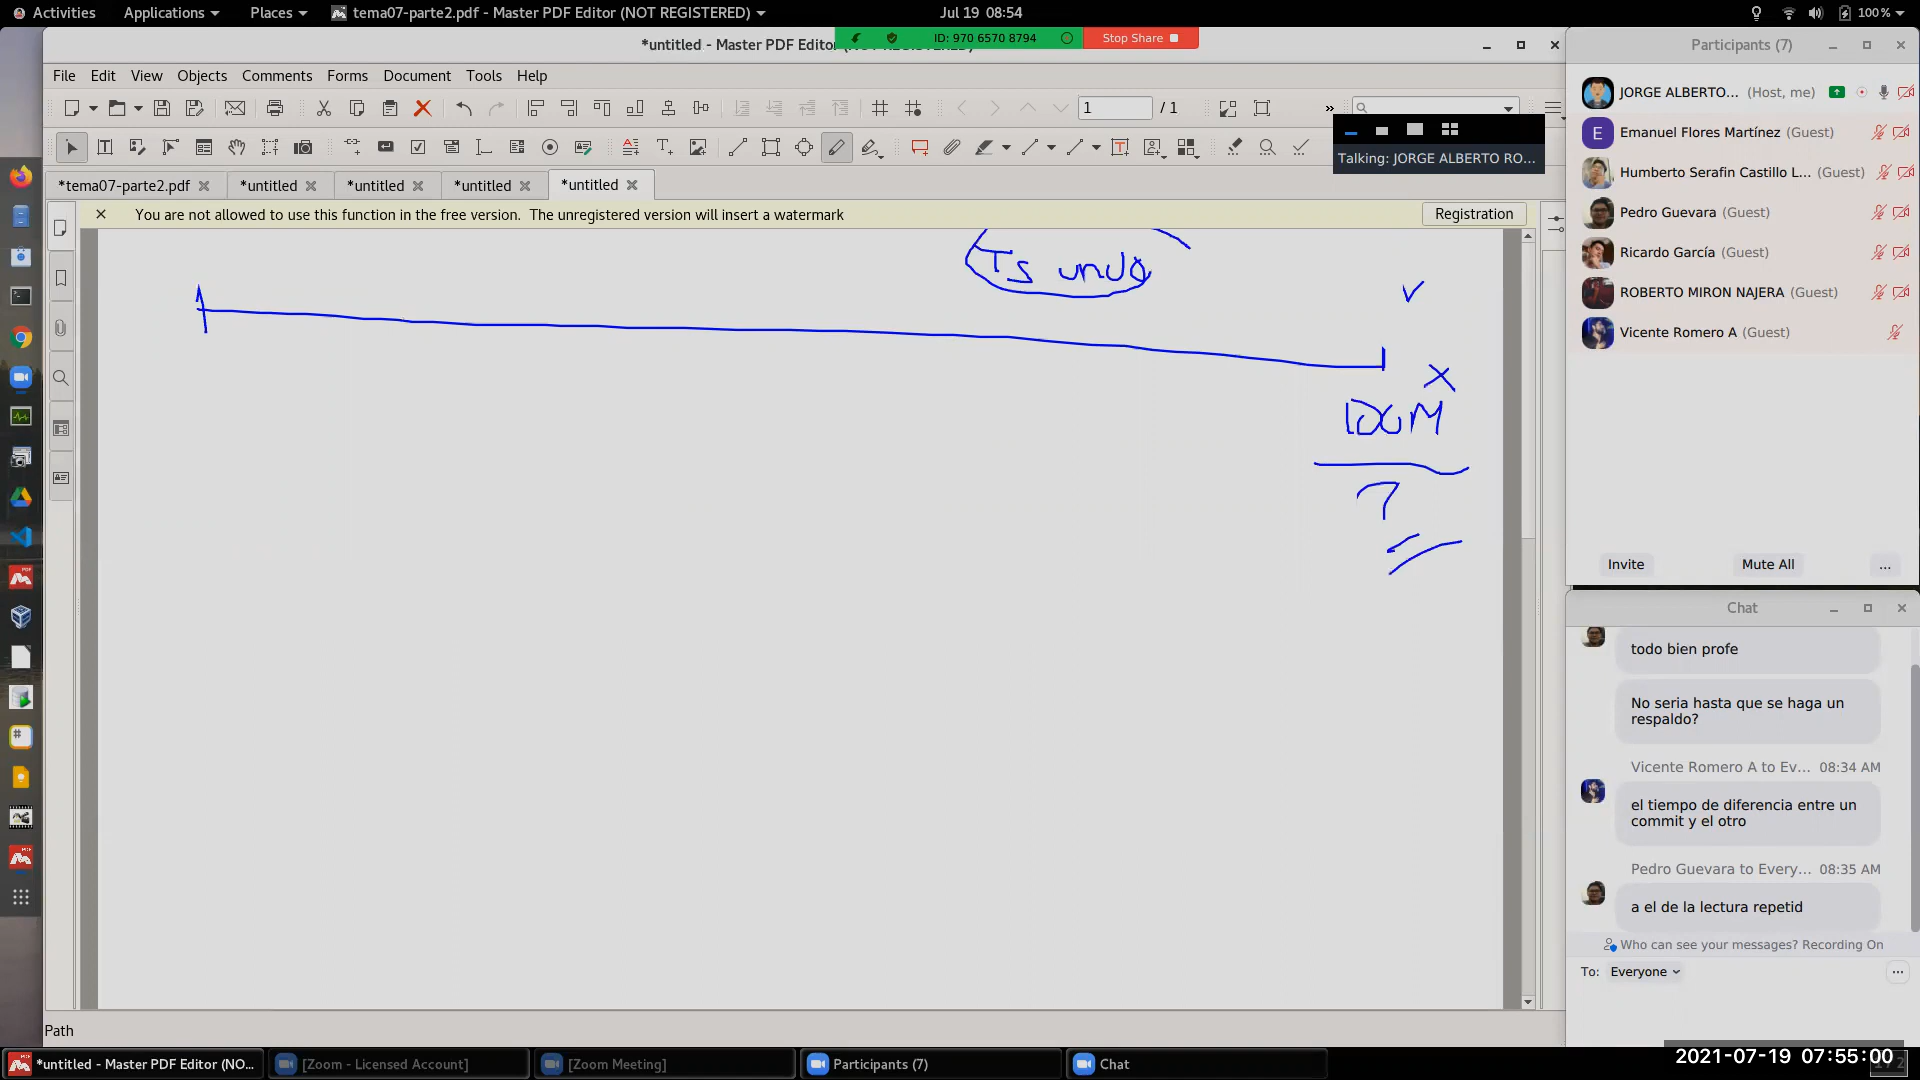 Activities Applications Places tema07-parte2.pdf - Master PDF Editor (NOT REGISTERED) Jul 19 08:54 100%
*untitled - Master PDF Editor
ID: 970 6570 8794 Stop Share
File Edit View Objects Comments Forms Document Tools Help
1 / 1
Talking: JORGE ALBERTO RO...
*tema07-parte2.pdf *untitled *untitled *untitled *untitled
You are not allowed to use this function in the free version. The unregistered version will insert a watermark Registration
Ts undo
100M
?
Path
Participants (7)
JORGE ALBERTO... (Host, me)
E Emanuel Flores Martínez (Guest)
Humberto Serafin Castillo L... (Guest)
Pedro Guevara (Guest)
Ricardo García (Guest)
ROBERTO MIRON NAJERA (Guest)
Vicente Romero A (Guest)
Invite Mute All ...
Chat
todo bien profe
No seria hasta que se haga un
respaldo?
Vicente Romero A to Ev... 08:34 AM
el tiempo de diferencia entre un
commit y el otro
Pedro Guevara to Every... 08:35 AM
a el de la lectura repetid
Who can see your messages? Recording On
To: Everyone
*untitled - Master PDF Editor (NO... [Zoom - Licensed Account] [Zoom Meeting] Participants (7) Chat
2021-07-19 07:55:00